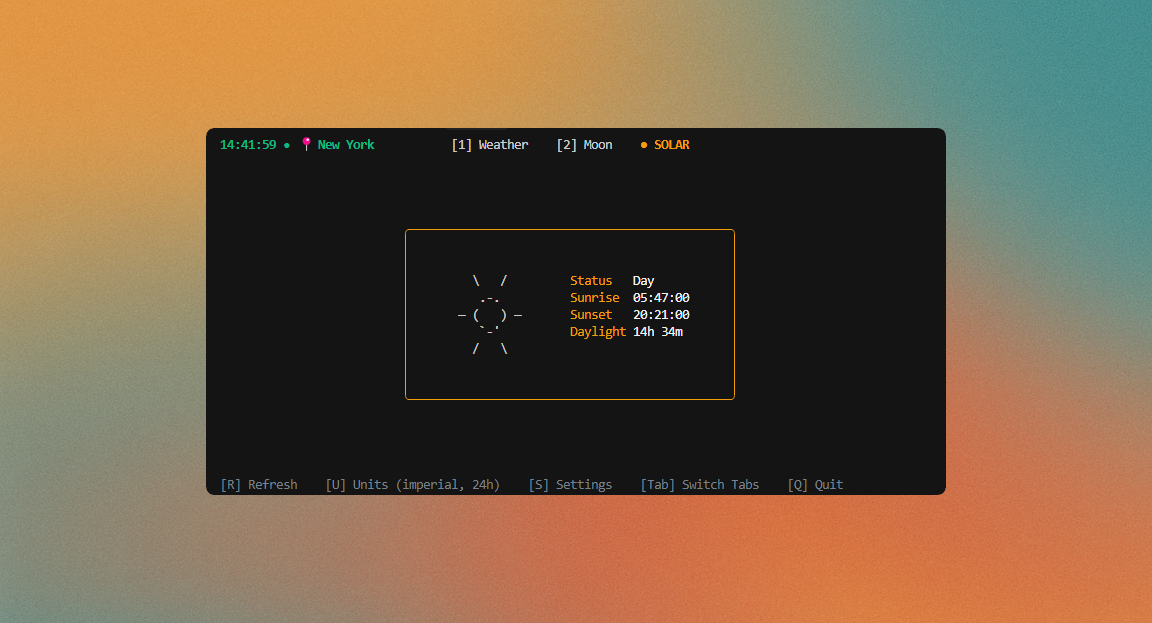 14:41:59 ● 📍 New York [1] Weather [2] Moon ● SOLAR
\   /
.-.
― (   ) ―
`-'
/   \
Status Day
Sunrise 05:47:00
Sunset 20:21:00
Daylight 14h 34m
[R] Refresh [U] Units (imperial, 24h) [S] Settings [Tab] Switch Tabs [Q] Quit